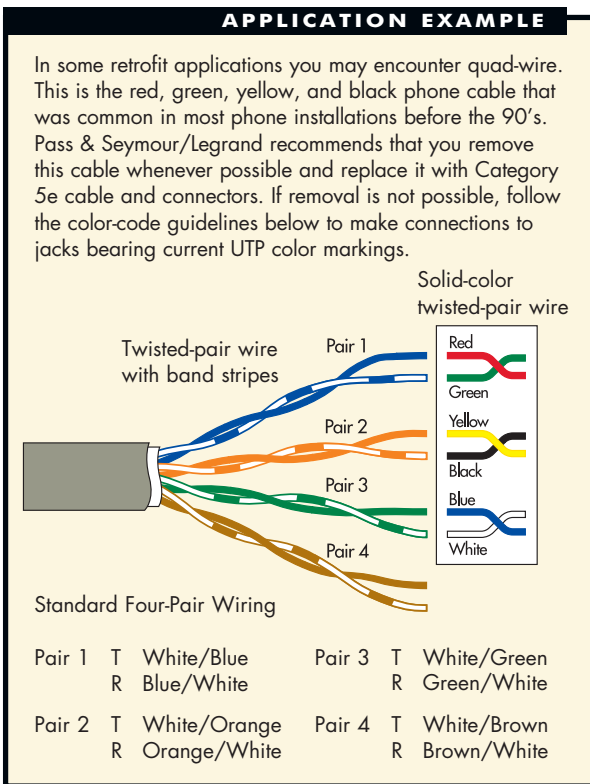 APPLICATION EXAMPLE
In some retrofit applications you may encounter quad-wire.
This is the red, green, yellow, and black phone cable that
was common in most phone installations before the 90's.
Pass & Seymour/Legrand recommends that you remove
this cable whenever possible and replace it with Category
5e cable and connectors. If removal is not possible, follow
the color-code guidelines below to make connections to
jacks bearing current UTP color markings.
Solid-color
twisted-pair wire
Twisted-pair wire
with band stripes
Pair 1
Red
Green
Pair 2
Yellow
Black
Pair 3
Blue
White
Pair 4
Standard Four-Pair Wiring
Pair 1 T White/Blue
R Blue/White
Pair 2 T White/Orange
R Orange/White
Pair 3 T White/Green
R Green/White
Pair 4 T White/Brown
R Brown/White